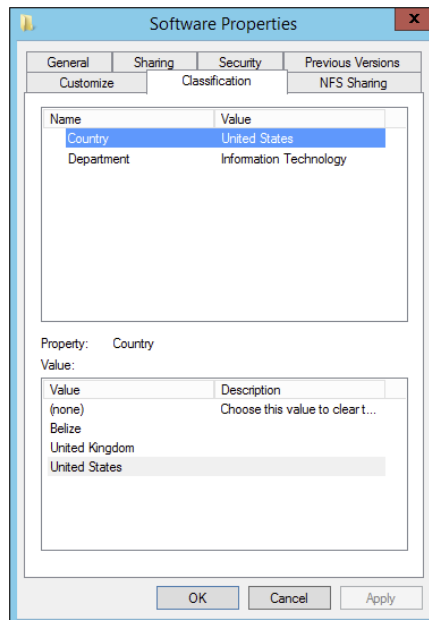 Software Properties
x
General Sharing Security Previous Versions
Customize Classification NFS Sharing
Name Value
Country United States
Department Information Technology
Property: Country
Value:
Value Description
(none) Choose this value to clear t...
Belize
United Kingdom
United States
OK Cancel Apply